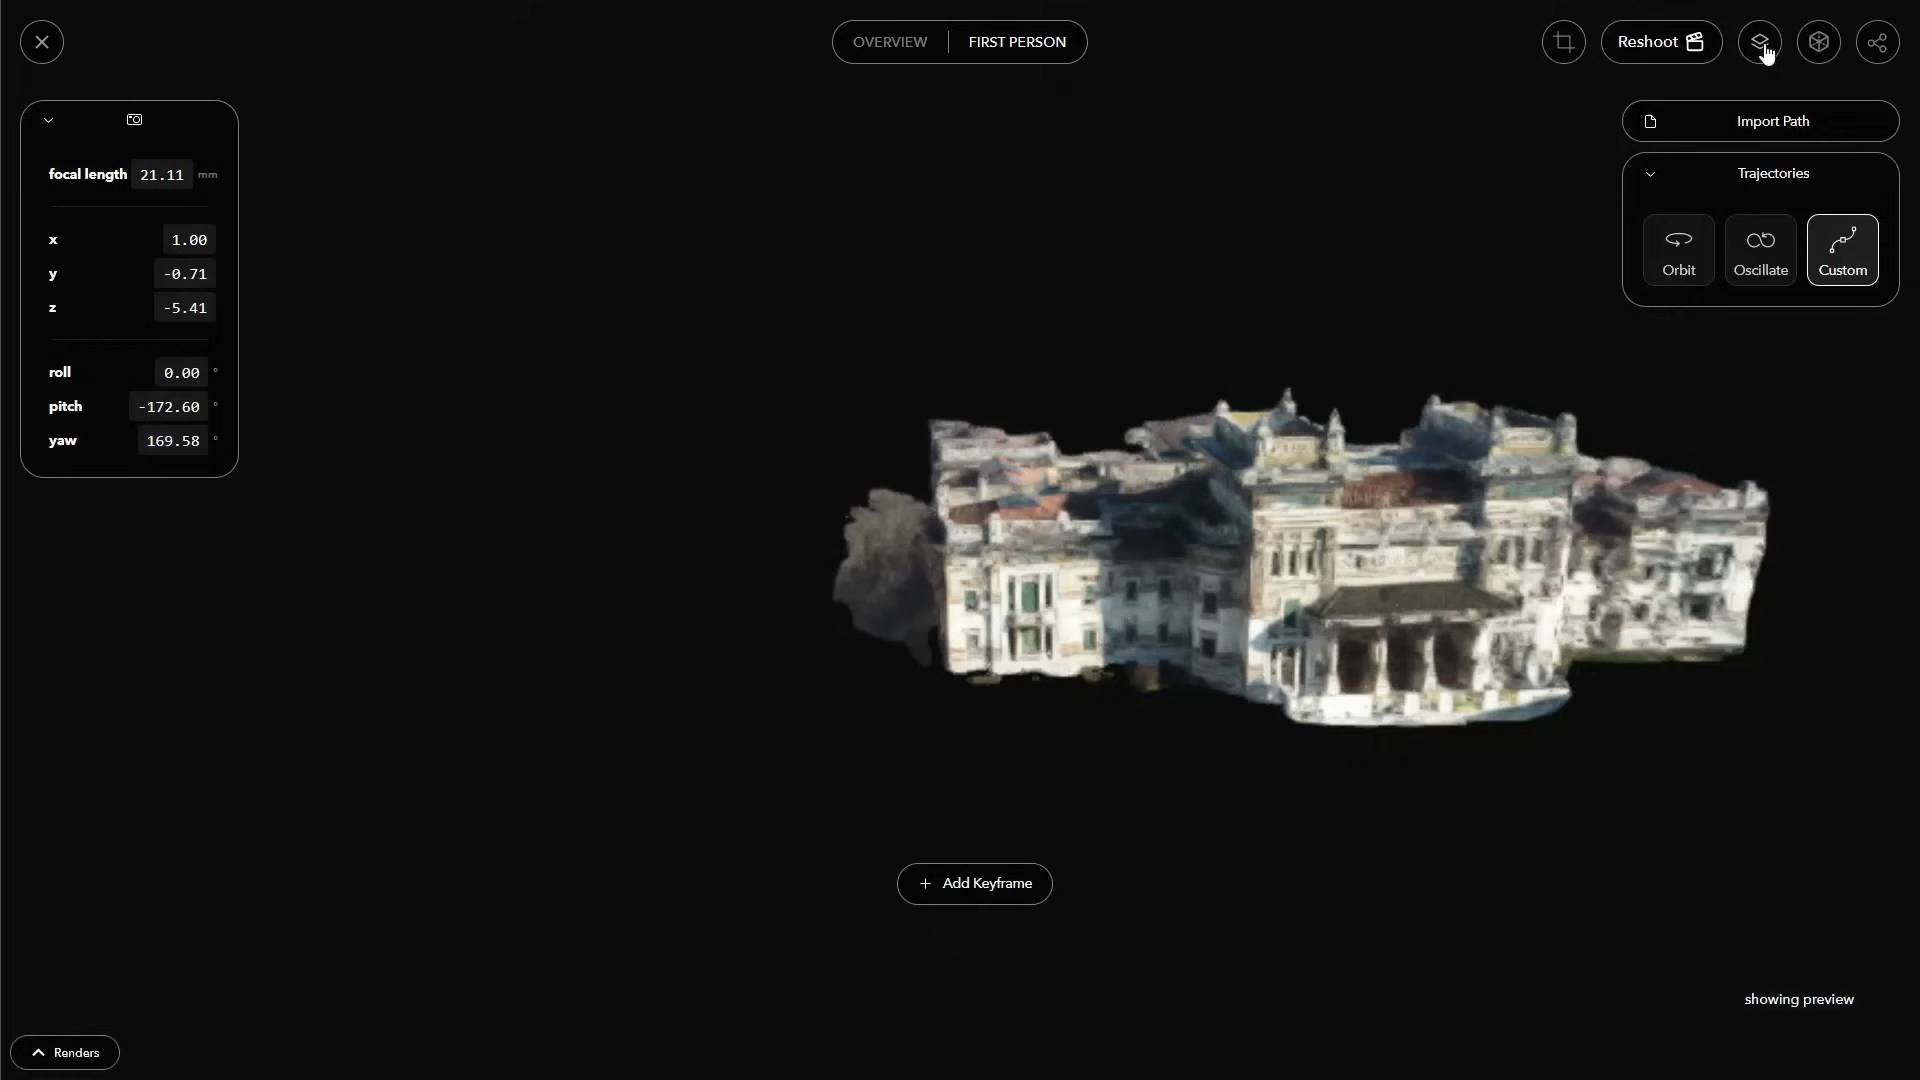 OVERVIEW FIRST PERSON
Reshoot
Import Path
Trajectories
Orbit Oscillate Custom
focal length 21.11 mm
x 1.00
y -0.71
z -5.41
roll 0.00 °
pitch -172.60 °
yaw 169.58 °
+ Add Keyframe
showing preview
Renders